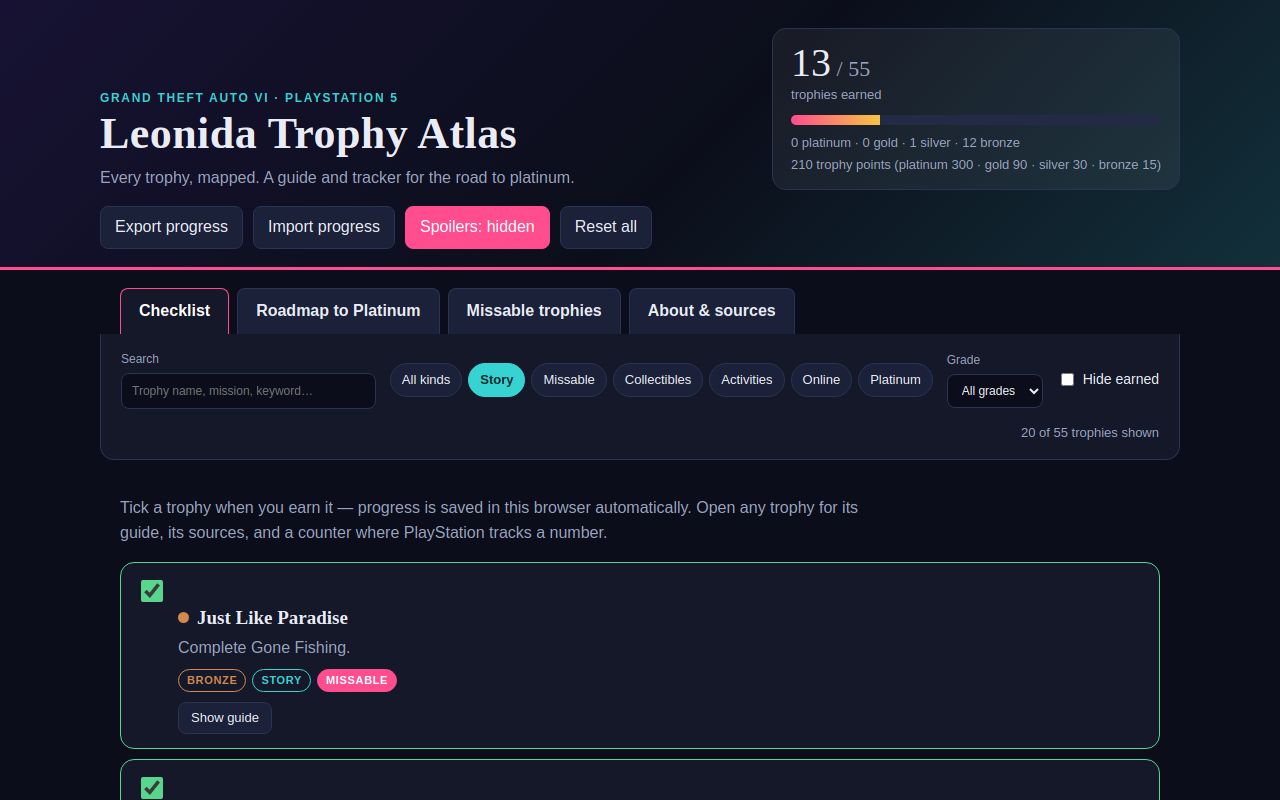 GRAND THEFT AUTO VI · PLAYSTATION 5
Leonida Trophy Atlas
Every trophy, mapped. A guide and tracker for the road to platinum.
Export progress
Import progress
Spoilers: hidden
Reset all
13 / 55
trophies earned
0 platinum · 0 gold · 1 silver · 12 bronze
210 trophy points (platinum 300 · gold 90 · silver 30 · bronze 15)
Checklist
Roadmap to Platinum
Missable trophies
About & sources
Search
Trophy name, mission, keyword…
All kinds
Story
Missable
Collectibles
Activities
Online
Platinum
Grade
All grades
Hide earned
20 of 55 trophies shown
Tick a trophy when you earn it — progress is saved in this browser automatically. Open any trophy for its
guide, its sources, and a counter where PlayStation tracks a number.
Just Like Paradise
Complete Gone Fishing.
BRONZE
STORY
MISSABLE
Show guide